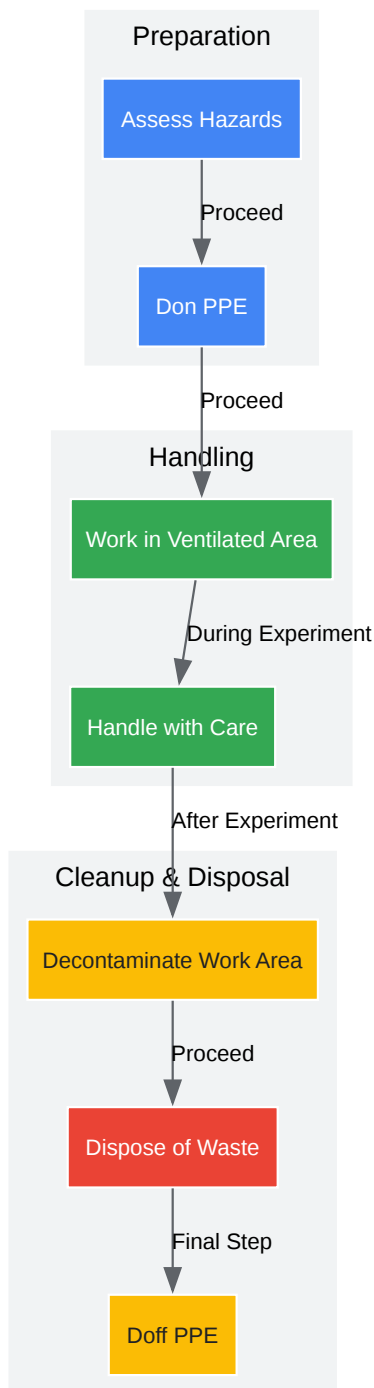 Preparation
Assess Hazards
Proceed
Don PPE
Proceed
Handling
Work in Ventilated Area
During Experiment
Handle with Care
After Experiment
Cleanup & Disposal
Decontaminate Work Area
Proceed
Dispose of Waste
Final Step
Doff PPE